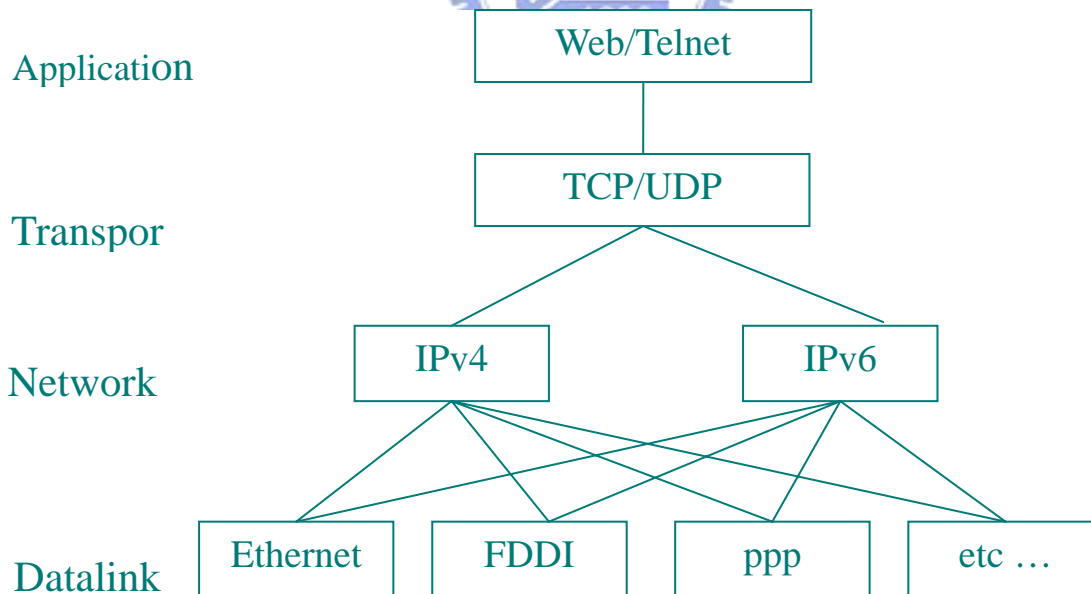 Web/Telnet
Application
TCP/UDP
Transpor
IPv4
IPv6
Network
Ethernet
FDDI
ppp
etc …
Datalink